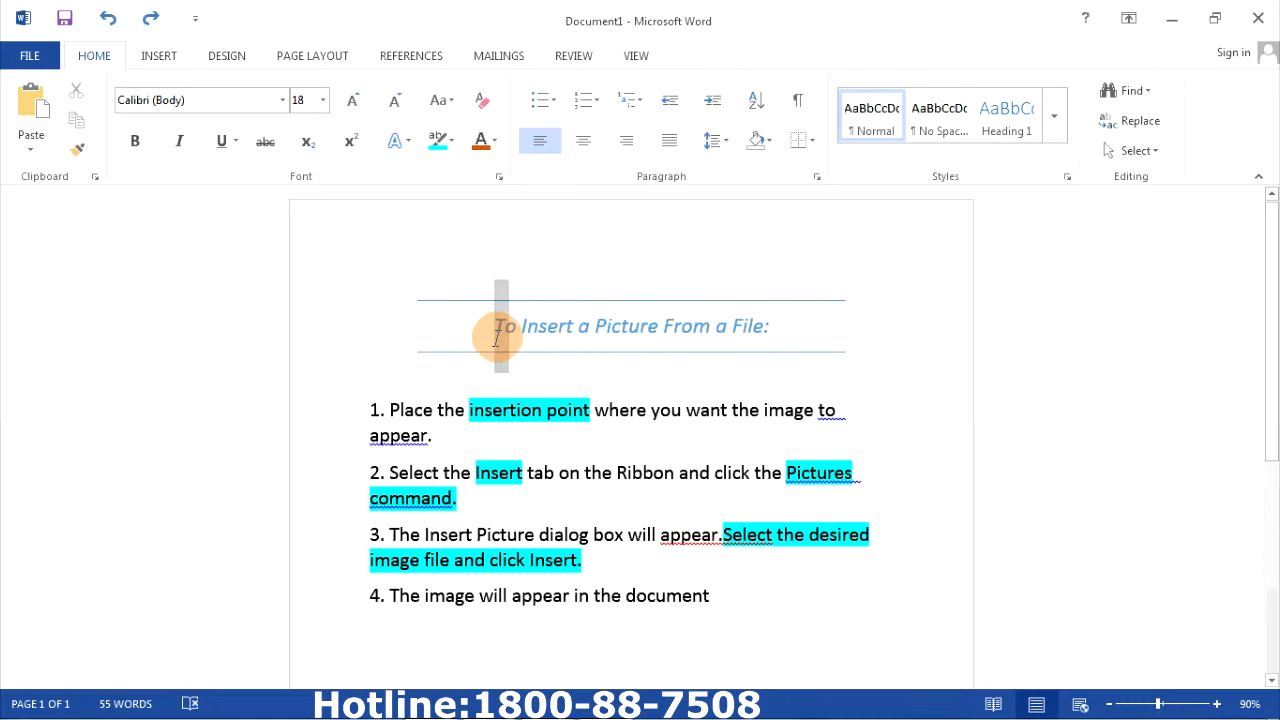 Document1 - Microsoft Word
?
Sign in
FILE HOME INSERT DESIGN PAGE LAYOUT REFERENCES MAILINGS REVIEW VIEW
Paste
Clipboard
Calibri (Body) 18
A A Aa
B I U abc X₂ X² A ab A
Font
A Z ¶
Paragraph
AaBbCcDc AaBbCcDc AaBbCc
¶ Normal ¶ No Spac... Heading 1
Styles
Find
Replace
Select
Editing
To Insert a Picture From a File:
1. Place the insertion point where you want the image to
appear.
2. Select the Insert tab on the Ribbon and click the Pictures
command.
3. The Insert Picture dialog box will appear.Select the desired
image file and click Insert.
4. The image will appear in the document
PAGE 1 OF 1 55 WORDS
Hotline:1800-88-7508
90%